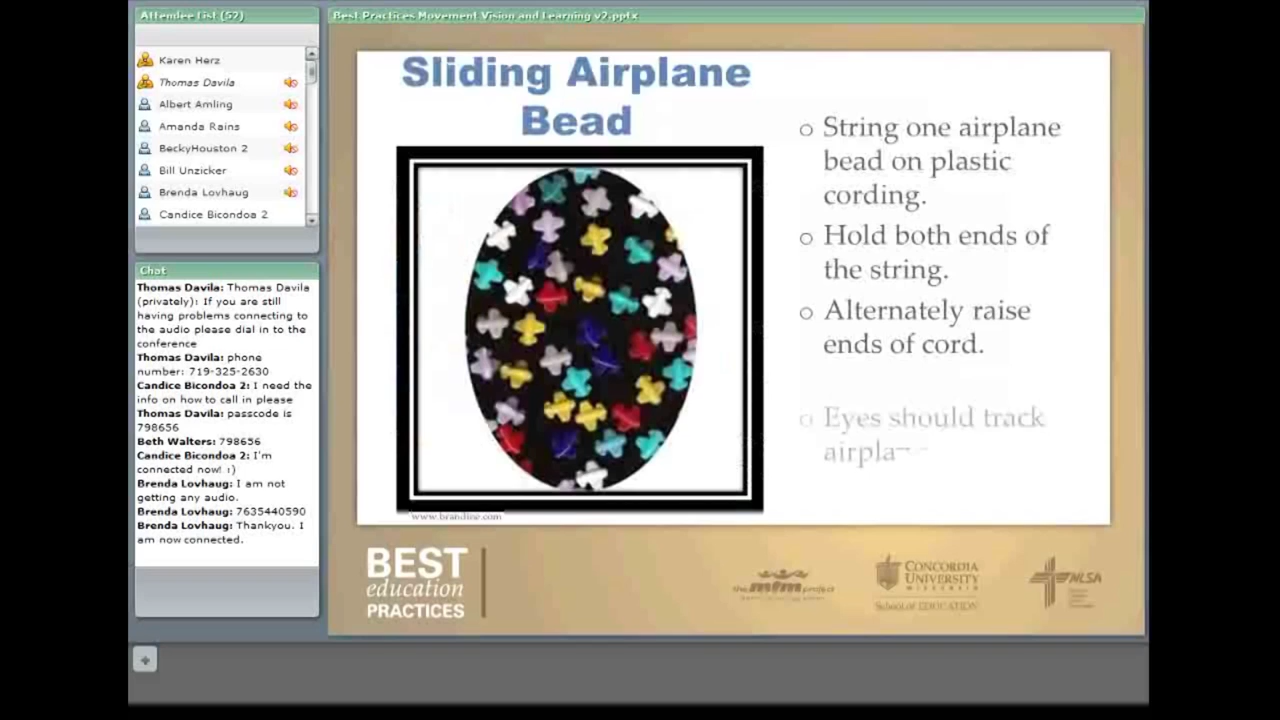 Attendee List (52)
Karen Herz
Thomas Davila
Albert Amling
Amanda Rains
BeckyHouston 2
Bill Unzicker
Brenda Lovhaug
Candice Bicondoa 2
Chat
Thomas Davila: Thomas Davila
(privately): If you are still
having problems connecting to
the audio please dial in to the
conference
Thomas Davila: phone
number: 719-325-2630
Candice Bicondoa 2: I need the
info on how to call in please
Thomas Davila: passcode is
798656
Beth Walters: 798656
Candice Bicondoa 2: I'm
connected now! :)
Brenda Lovhaug: I am not
getting any audio.
Brenda Lovhaug: 7635440590
Brenda Lovhaug: Thankyou. I
am now connected.
Best Practices Movement Vision and Learning v2.pptx
Sliding Airplane
Bead
www.brandine.com
String one airplane
bead on plastic
cording.
Hold both ends of
the string.
Alternately raise
ends of cord.
Eyes should track
BEST
education
PRACTICES
the mfm project
CONCORDIA
UNIVERSITY
WISCONSIN
School of EDUCATION
NLSA